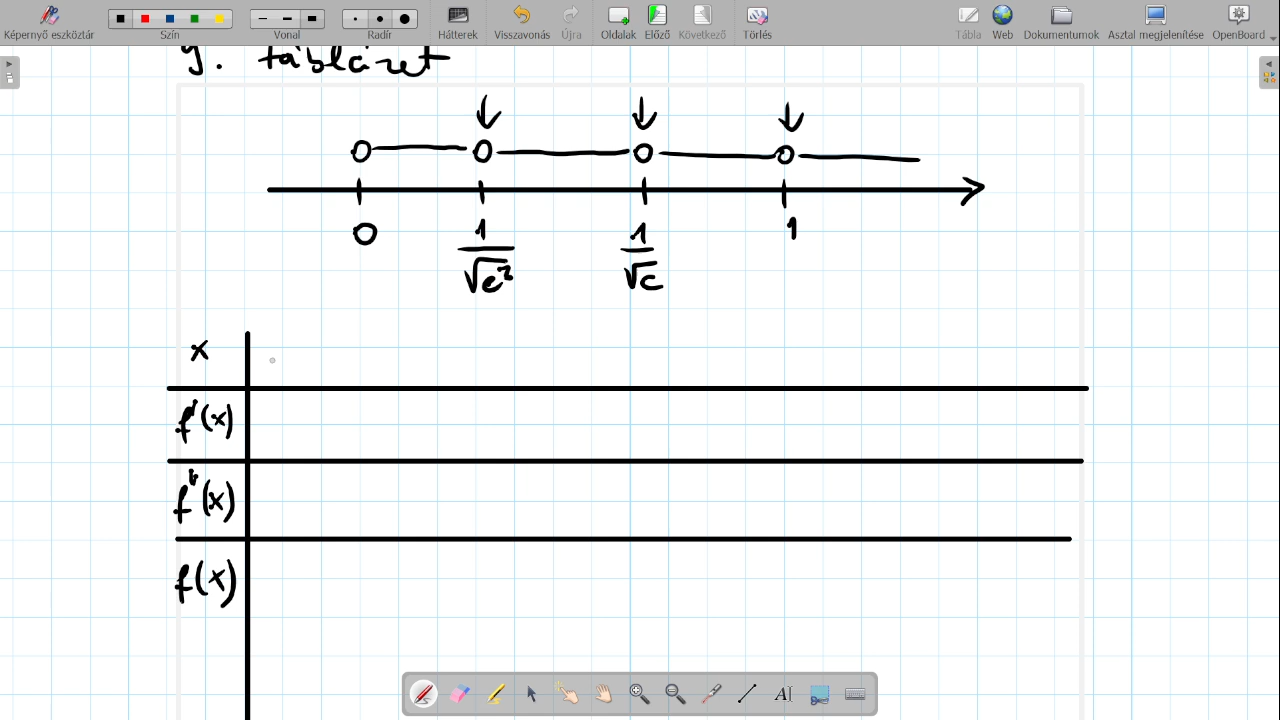 Képernyő eszköztár Szín Vonal Radír Hátterek Visszavonás Újra Oldalak Előző Következő Törlés Tábla Web Dokumentumok Asztal megjelenítése OpenBoard
9. táblázat
0 1/√e² 1/√e 1
x
f'(x)
f''(x)
f(x)